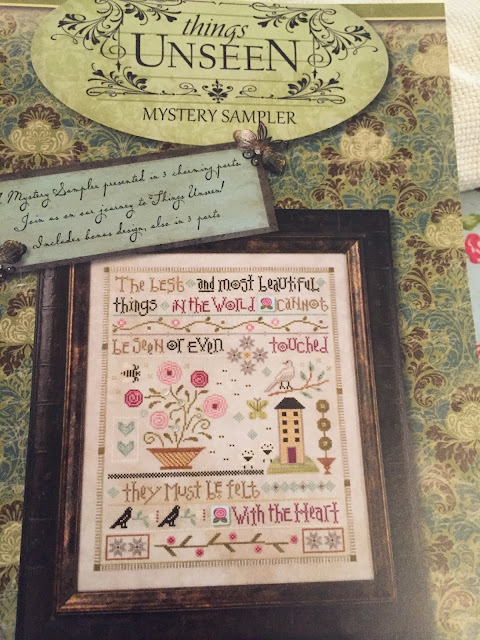 things
UNSEEN
MYSTERY SAMPLER
A Mystery Sampler presented in 3 charming parts
Join us on our journey to Things Unseen!
Includes bonus design, also in 3 parts
The best and most beautiful
things in the world cannot
be seen or even touched
they must be felt
with the heart